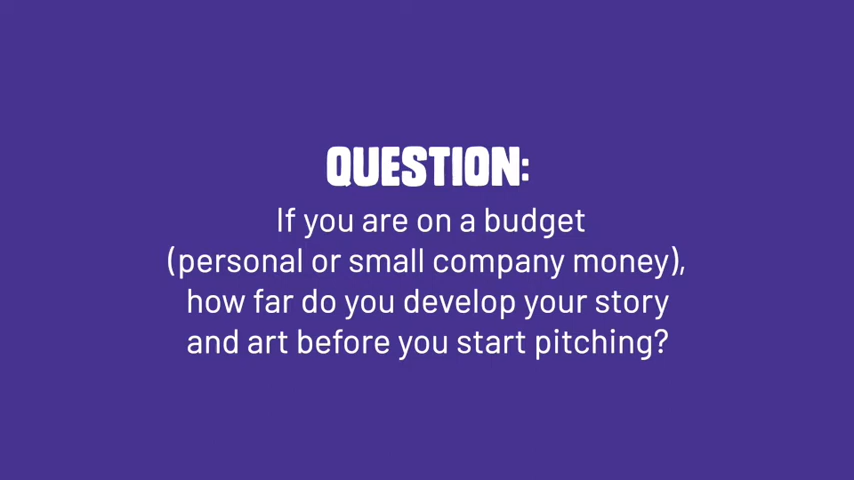 QUESTION:
If you are on a budget
(personal or small company money),
how far do you develop your story
and art before you start pitching?